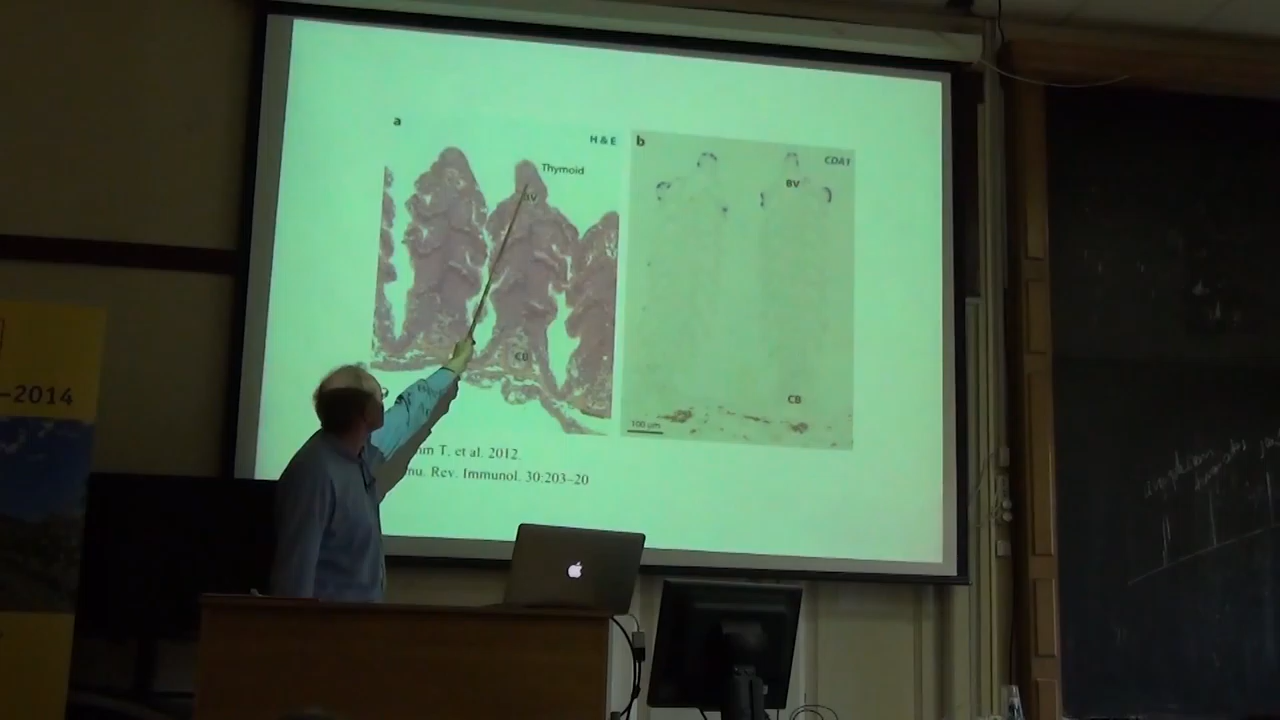 a
H & E
Thymoid
BV
CB
b
CDA1
BV
CB
100 µm
T. et al. 2012.
Rev. Immunol. 30:203–20
–2014